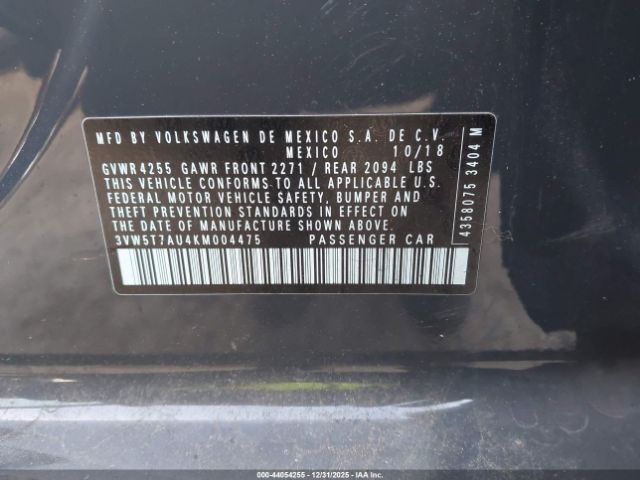 MFD BY VOLKSWAGEN DE MEXICO S.A. DE C.V.
MEXICO 10/18
GVWR 4255 GAWR FRONT 2271 / REAR 2094 LBS
THIS VEHICLE CONFORMS TO ALL APPLICABLE U.S.
FEDERAL MOTOR VEHICLE SAFETY, BUMPER AND
THEFT PREVENTION STANDARDS IN EFFECT ON
THE DATE OF MANUFACTURE SHOWN ABOVE.
3VW5T7AU4KM004475 PASSENGER CAR
4358075 3404 M
000-44054255 - 12/31/2025 - IAAI.COM